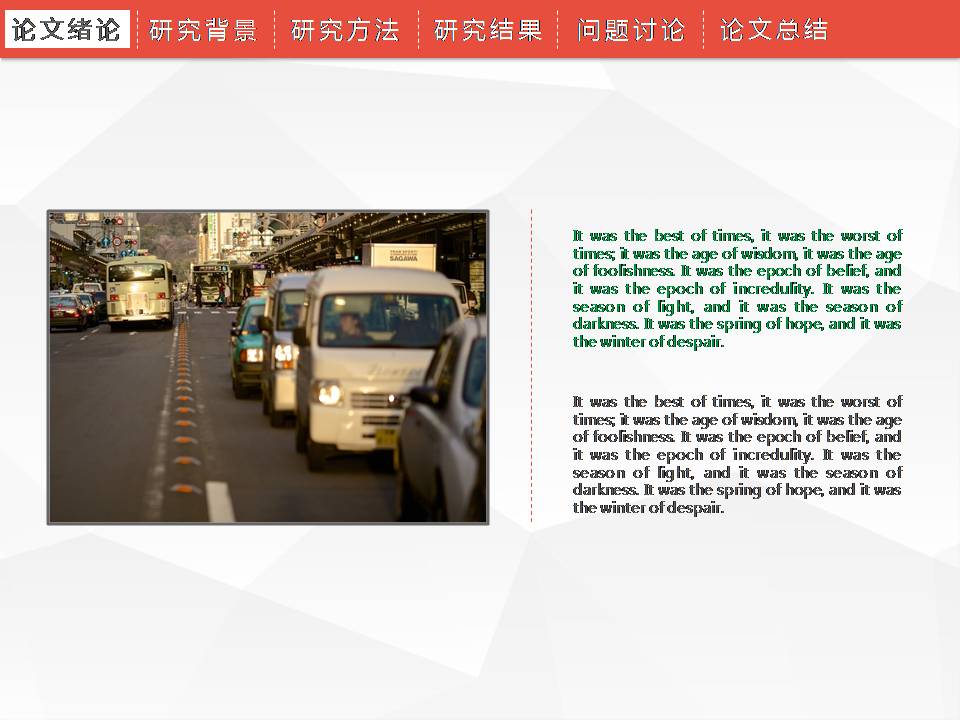 论文绪论 研究背景 研究方法 研究结果 问题讨论 论文总结
SAGAWA
It was the best of times, it was the worst of
times; it was the age of wisdom, it was the age
of foolishness. It was the epoch of belief, and
it was the epoch of incredulity. It was the
season of light, and it was the season of
darkness. It was the spring of hope, and it was
the winter of despair.
It was the best of times, it was the worst of
times; it was the age of wisdom, it was the age
of foolishness. It was the epoch of belief, and
it was the epoch of incredulity. It was the
season of light, and it was the season of
darkness. It was the spring of hope, and it was
the winter of despair.